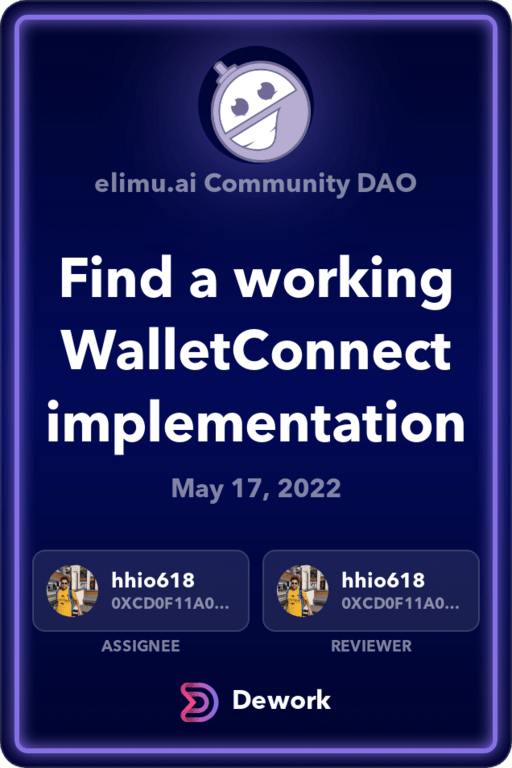 elimu.ai Community DAO
Find a working
WalletConnect
implementation
May 17, 2022
hhio618
0XCD0F11A0...
ASSIGNEE
hhio618
0XCD0F11A0...
REVIEWER
Dework